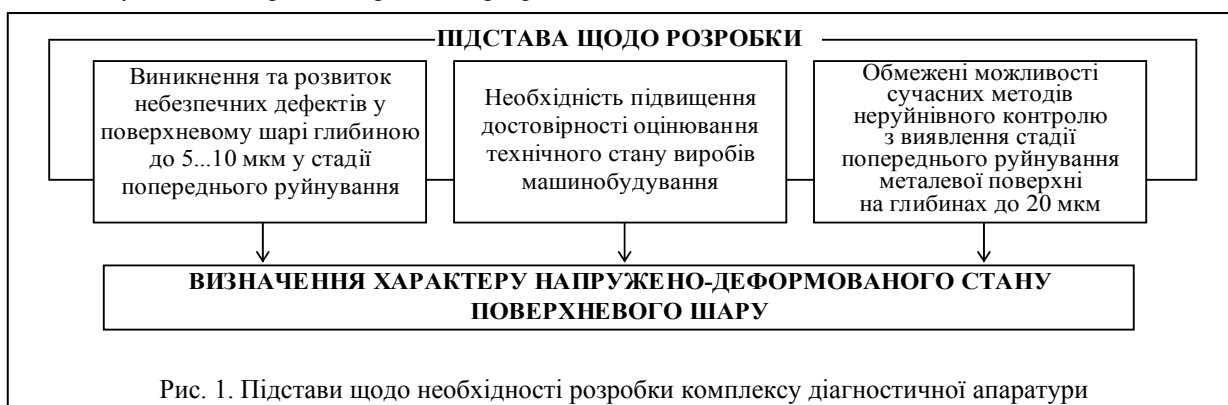 ПІДСТАВА ЩОДО РОЗРОБКИ
Виникнення та розвиток
небезпечних дефектів у
поверхневому шарі глибиною
до 5...10 мкм у стадії
попереднього руйнування
Необхідність підвищення
достовірності оцінювання
технічного стану виробів
машинобудування
Обмежені можливості
сучасних методів
неруйнівного контролю
з виявлення стадії
попереднього руйнування
металевої поверхні
на глибинах до 20 мкм
ВИЗНАЧЕННЯ ХАРАКТЕРУ НАПРУЖЕНО-ДЕФОРМОВАНОГО СТАНУ
ПОВЕРХНЕВОГО ШАРУ
Рис. 1. Підстави щодо необхідності розробки комплексу діагностичної апаратури